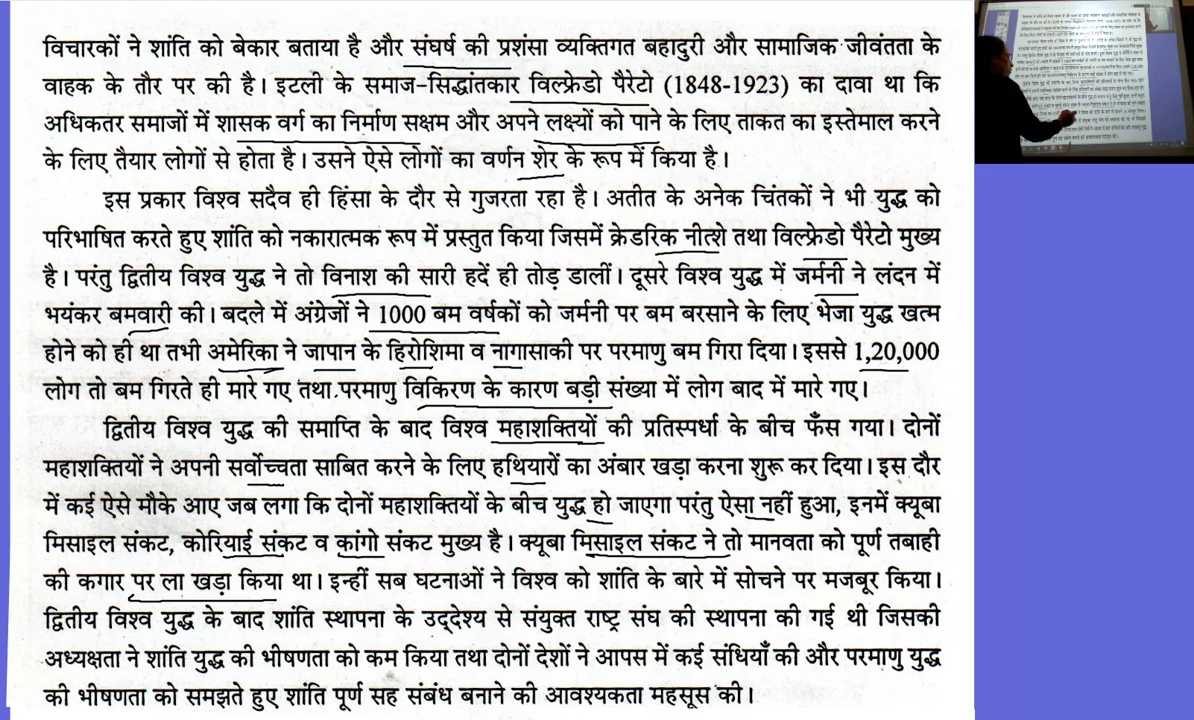 विचारकों ने शांति को बेकार बताया है और संघर्ष की प्रशंसा व्यक्तिगत बहादुरी और सामाजिक जीवंतता के
वाहक के तौर पर की है। इटली के समाज-सिद्धांतकार विल्फ्रेडो पैरेटो (1848-1923) का दावा था कि
अधिकतर समाजों में शासक वर्ग का निर्माण सक्षम और अपने लक्ष्यों को पाने के लिए ताकत का इस्तेमाल करने
के लिए तैयार लोगों से होता है। उसने ऐसे लोगों का वर्णन शेर के रूप में किया है।
इस प्रकार विश्व सदैव ही हिंसा के दौर से गुजरता रहा है। अतीत के अनेक चिंतकों ने भी युद्ध को
परिभाषित करते हुए शांति को नकारात्मक रूप में प्रस्तुत किया जिसमें क्रेडरिक नीत्शे तथा विल्फ्रेडो पैरेटो मुख्य
है। परंतु द्वितीय विश्व युद्ध ने तो विनाश की सारी हदें ही तोड़ डालीं। दूसरे विश्व युद्ध में जर्मनी ने लंदन में
भयंकर बमवारी की। बदले में अंग्रेजों ने 1000 बम वर्षकों को जर्मनी पर बम बरसाने के लिए भेजा युद्ध खत्म
होने को ही था तभी अमेरिका ने जापान के हिरोशिमा व नागासाकी पर परमाणु बम गिरा दिया। इससे 1,20,000
लोग तो बम गिरते ही मारे गए तथा परमाणु विकिरण के कारण बड़ी संख्या में लोग बाद में मारे गए।
द्वितीय विश्व युद्ध की समाप्ति के बाद विश्व महाशक्तियों की प्रतिस्पर्धा के बीच फँस गया। दोनों
महाशक्तियों ने अपनी सर्वोच्चता साबित करने के लिए हथियारों का अंबार खड़ा करना शुरू कर दिया। इस दौर
में कई ऐसे मौके आए जब लगा कि दोनों महाशक्तियों के बीच युद्ध हो जाएगा परंतु ऐसा नहीं हुआ, इनमें क्यूबा
मिसाइल संकट, कोरियाई संकट व कांगो संकट मुख्य है। क्यूबा मिसाइल संकट ने तो मानवता को पूर्ण तबाही
की कगार पर ला खड़ा किया था। इन्हीं सब घटनाओं ने विश्व को शांति के बारे में सोचने पर मजबूर किया।
द्वितीय विश्व युद्ध के बाद शांति स्थापना के उद्देश्य से संयुक्त राष्ट्र संघ की स्थापना की गई थी जिसकी
अध्यक्षता ने शांति युद्ध की भीषणता को कम किया तथा दोनों देशों ने आपस में कई संधियाँ की और परमाणु युद्ध
की भीषणता को समझते हुए शांति पूर्ण सह संबंध बनाने की आवश्यकता महसूस की।